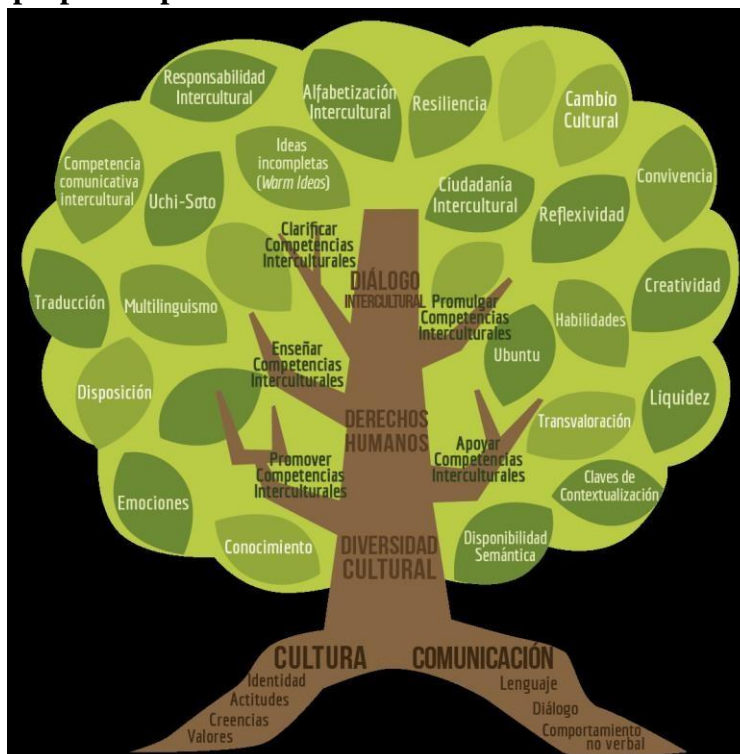 Responsabilidad
Intercultural
Alfabetización
Intercultural
Resiliencia
Cambio
Cultural
Competencia
comunicativa
intercultural
Uchi-Soto
Ideas
incompletas
(Warm Ideas)
Ciudadanía
Intercultural
Reflexividad
Convivencia
Clarificar
Competencias
Interculturales
DIÁLOGO
INTERCULTURAL
Promulgar
Competencias
Interculturales
Creatividad
Traducción
Multilinguismo
Habilidades
Enseñar
Competencias
Interculturales
Ubuntu
Disposición
Liquidez
DERECHOS
HUMANOS
Transvaloración
Promover
Competencias
Interculturales
Apoyar
Competencias
Interculturales
Emociones
Claves de
Contextualización
Conocimiento
DIVERSIDAD
CULTURAL
Disponibilidad
Semántica
CULTURA
Identidad
Actitudes
Creencias
Valores
COMUNICACIÓN
Lenguaje
Diálogo
Comportamiento
no verbal